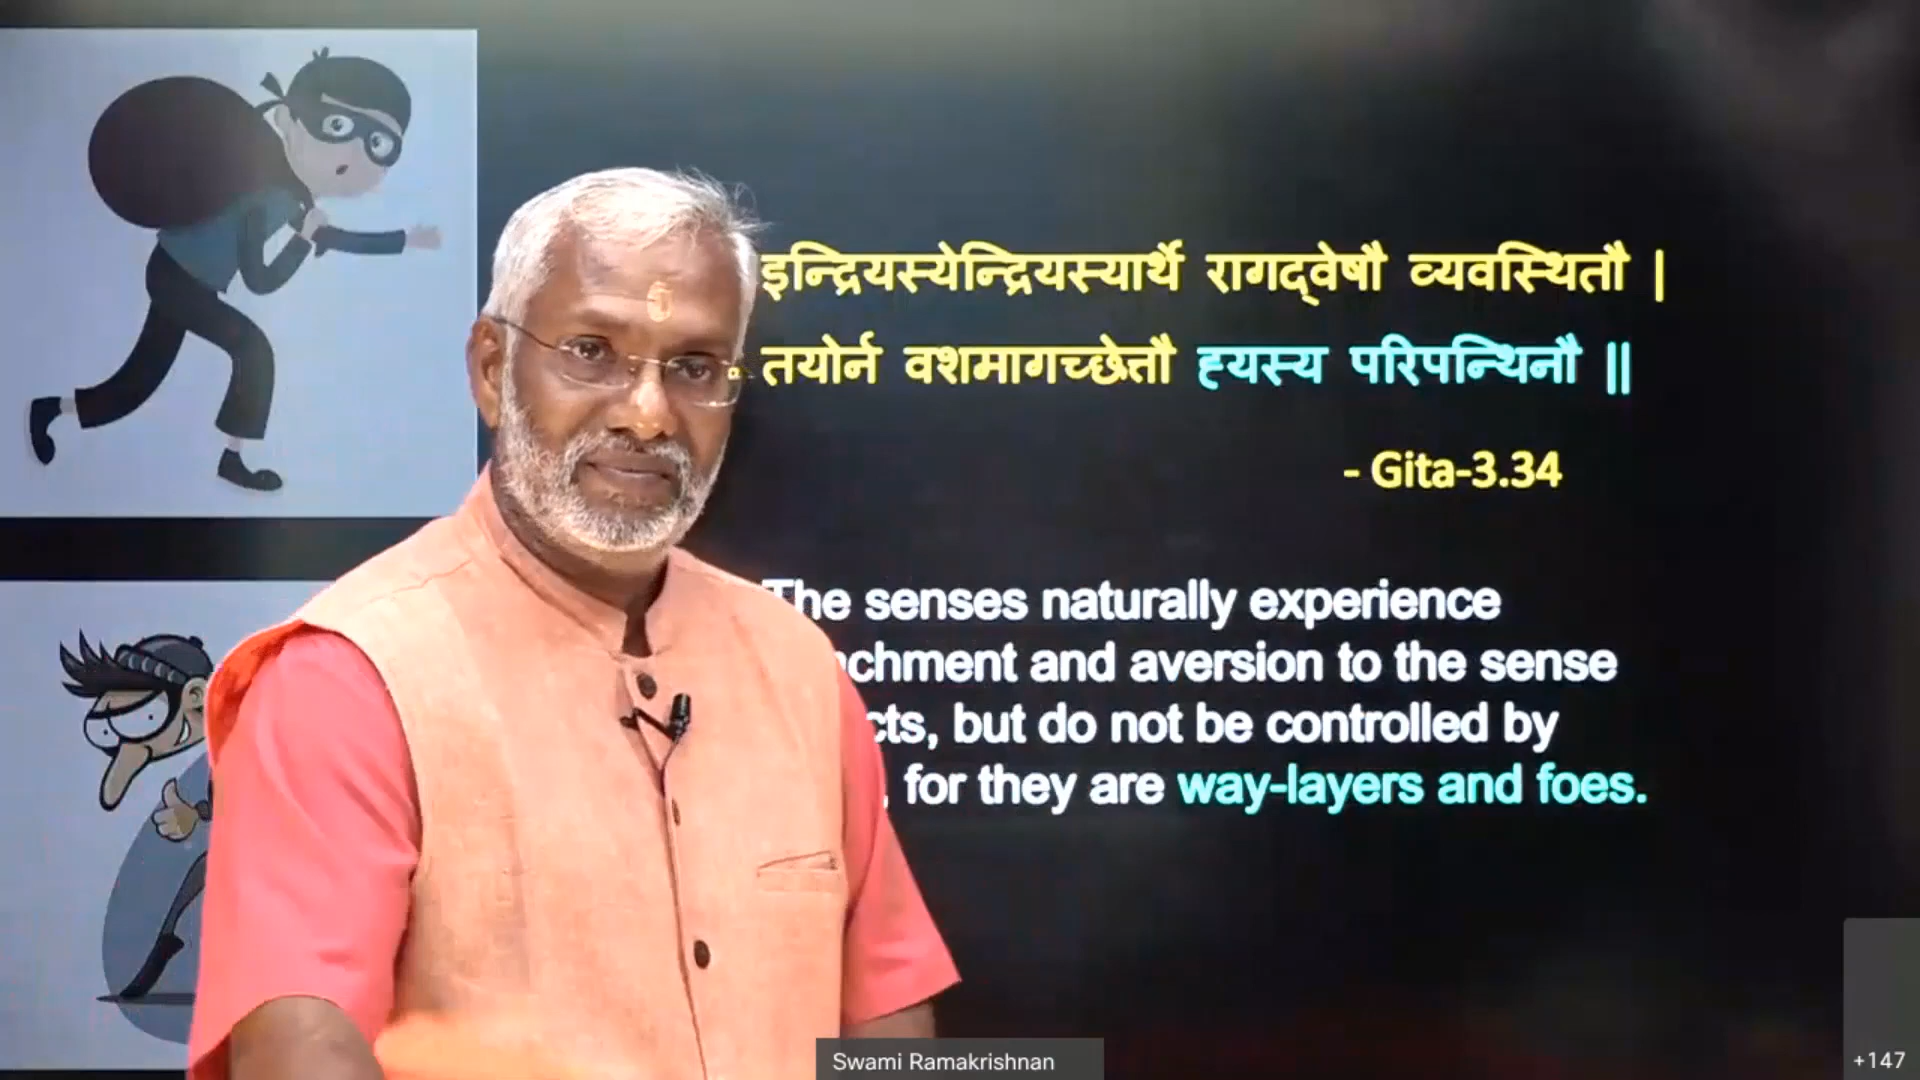 इन्द्रियस्येन्द्रियस्यार्थे रागद्वेषौ व्यवस्थितौ |
तयोर्न वशमागच्छेत्तौ ह्यस्य परिपन्थिनौ ||
- Gita-3.34
The senses naturally experience
and aversion to the sense
but do not be controlled by
, for they are way-layers and foes.
Swami Ramakrishnan
+147